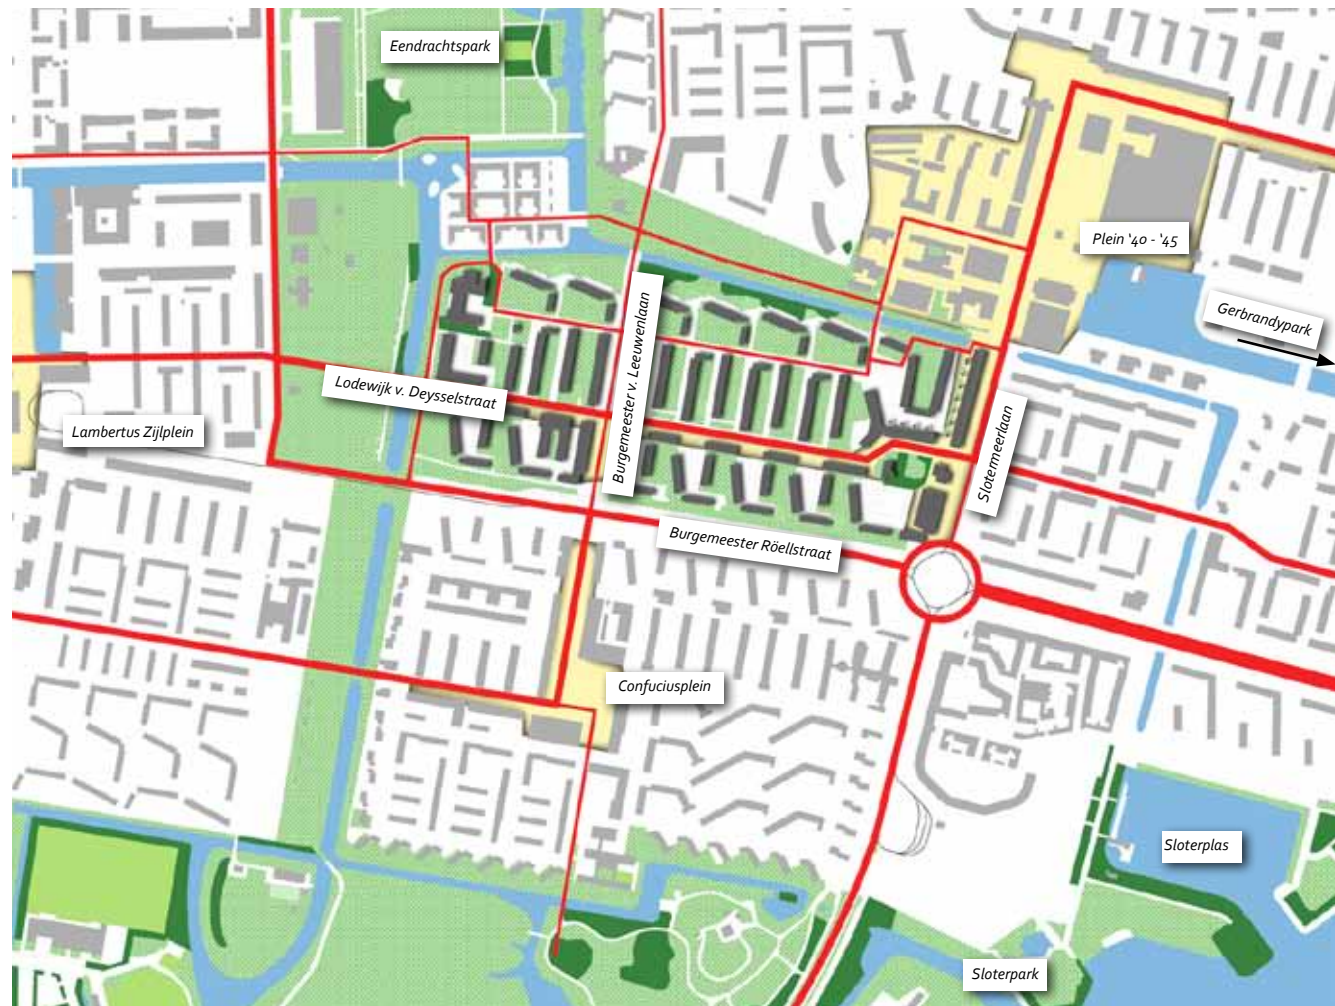 Eendrachtspark
Plein ‘40 - ‘45
Gerbrandypark
Burgemeester v. Leeuwenlaan
Lodewijk v. Deysselstraat
Lambertus Zijlplein
Slotermeerlaan
Burgemeester Röellstraat
Confuciusplein
Sloterplas
Sloterpark